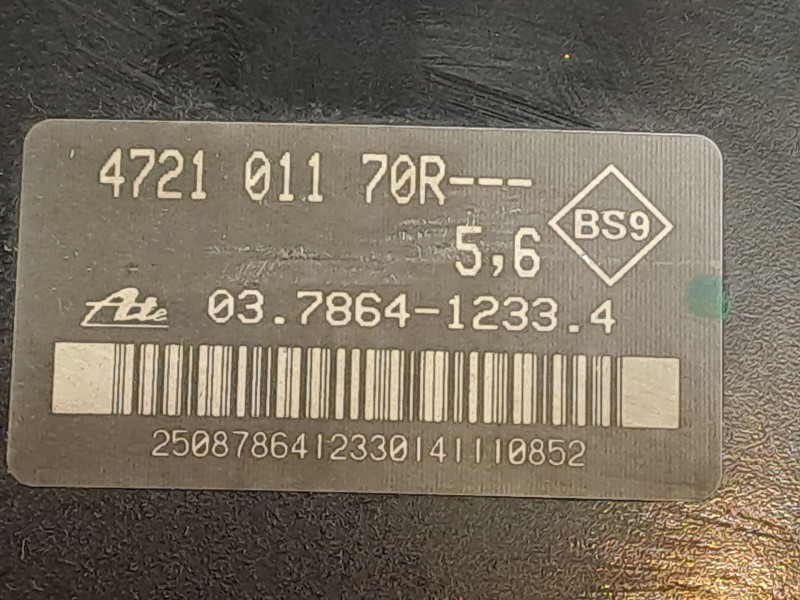 4721 011 70R---
BS9
5,6
Ate 03.7864-1233.4
25087864123301411110852